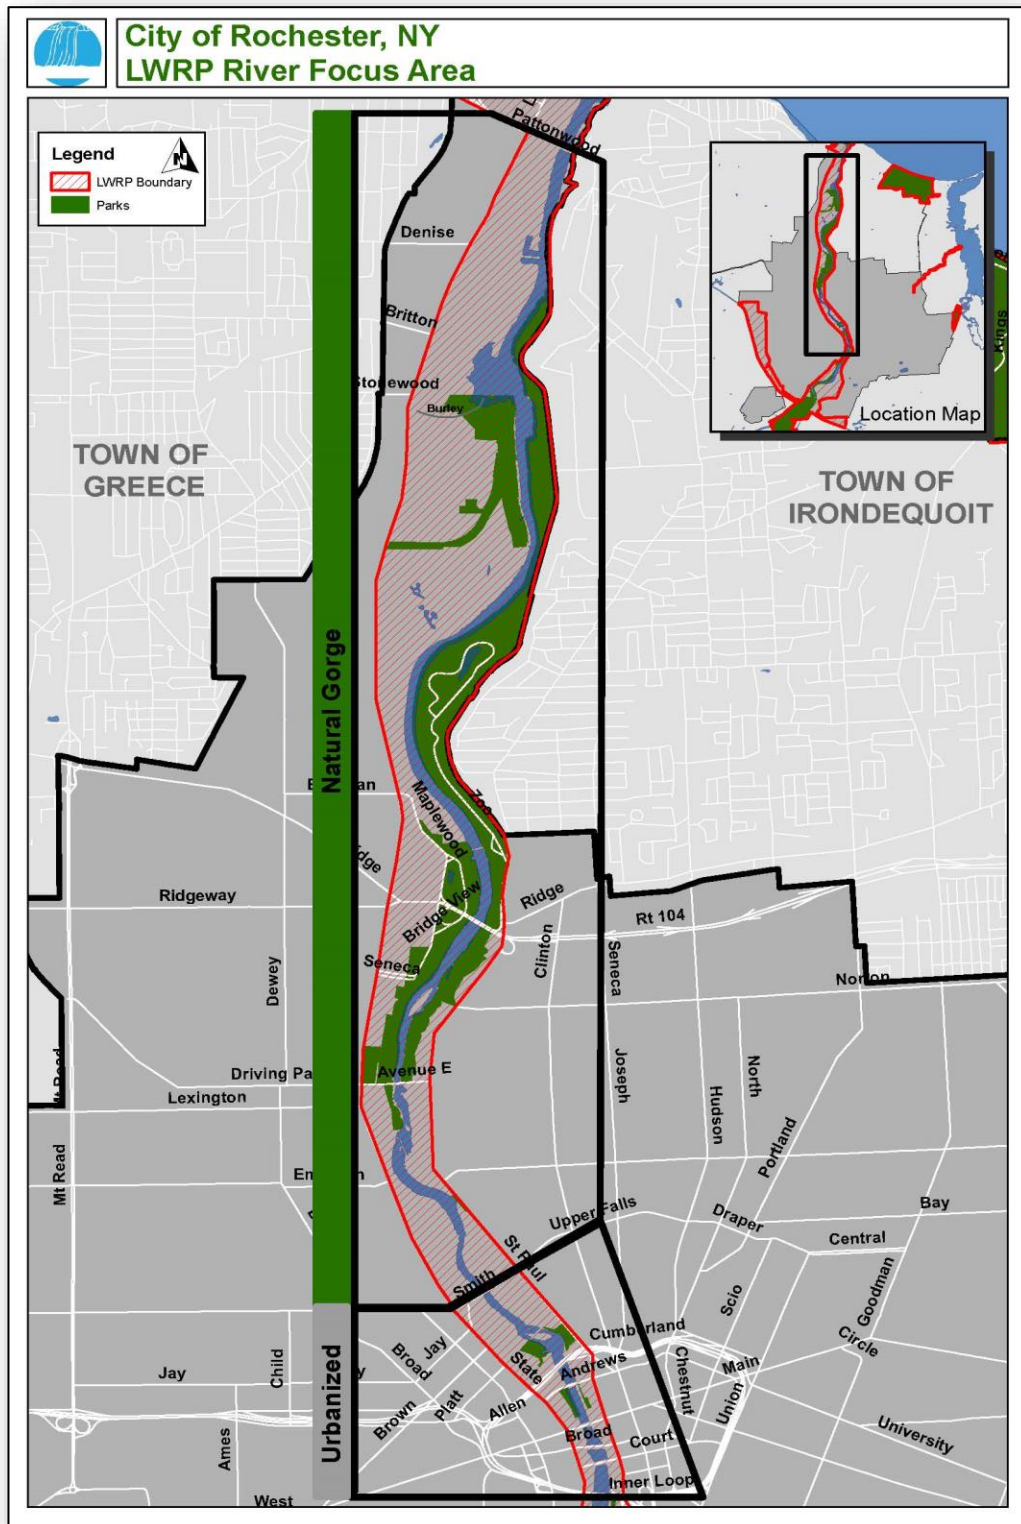 City of Rochester, NY
LWRP River Focus Area
Legend
N
LWRP Boundary
Parks
Pattonwood
Denise
Britton
Stonewood
Burley
Kings
Location Map
TOWN OF
GREECE
TOWN OF
IRONDEQUOIT
Natural Gorge
Zoo
Maplewood
Ridgeway
Bridge View
Ridge
Rt 104
Clinton
Seneca
Seneca
Norton
Dewey
Driving Pa
Avenue E
Joseph
North
Hudson
Portland
Lexington
Mt Read
Mt Read
Upper Falls
Draper
Bay
Central
St Paul
Smith
Scio
Goodman
Urbanized
Cumberland
Circle
Jay
Broad
Jay
Child
State
Andrews
Chestnut
Main
Union
Platt
Brown
Allen
Broad
Court
University
Ames
Inner Loop
West